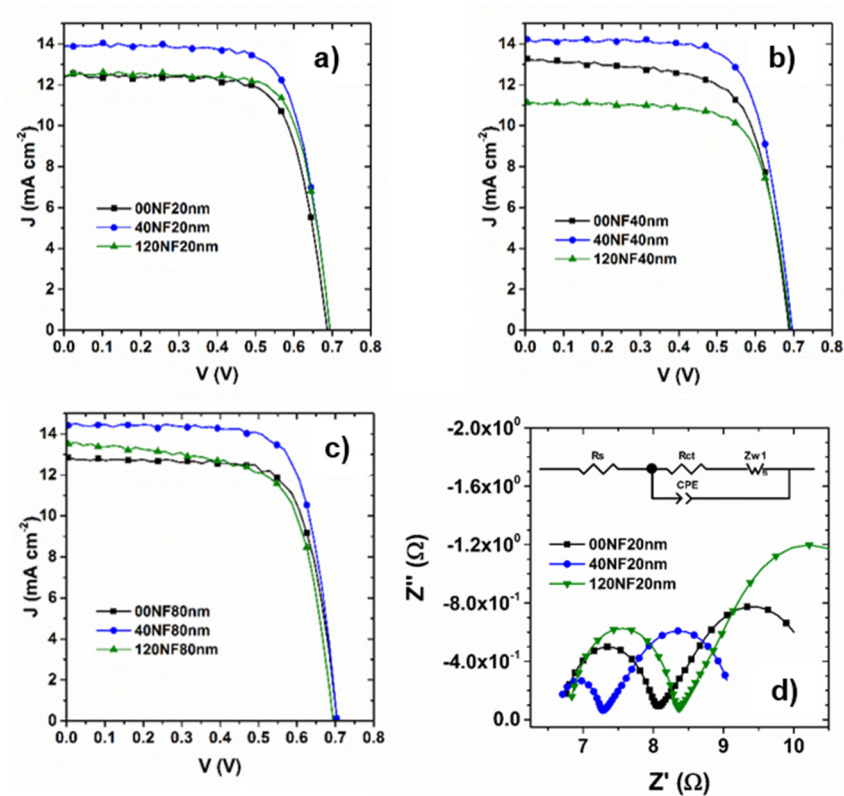 a)
J (mA cm⁻²)
14
12
10
8
6
4
2
0
00NF20nm
40NF20nm
120NF20nm
0.0 0.1 0.2 0.3 0.4 0.5 0.6 0.7 0.8
V (V)
b)
J (mA cm⁻²)
14
12
10
8
6
4
2
0
00NF40nm
40NF40nm
120NF40nm
0.0 0.1 0.2 0.3 0.4 0.5 0.6 0.7 0.8
V (V)
c)
J (mA cm⁻²)
14
12
10
8
6
4
2
0
00NF80nm
40NF80nm
120NF80nm
0.0 0.1 0.2 0.3 0.4 0.5 0.6 0.7 0.8
V (V)
d)
Z'' (Ω)
-2.0x10⁰
-1.6x10⁰
-1.2x10⁰
-8.0x10⁻¹
-4.0x10⁻¹
0.0
Rs Rct Zw1
CPE
00NF20nm
40NF20nm
120NF20nm
7 8 9 10
Z' (Ω)